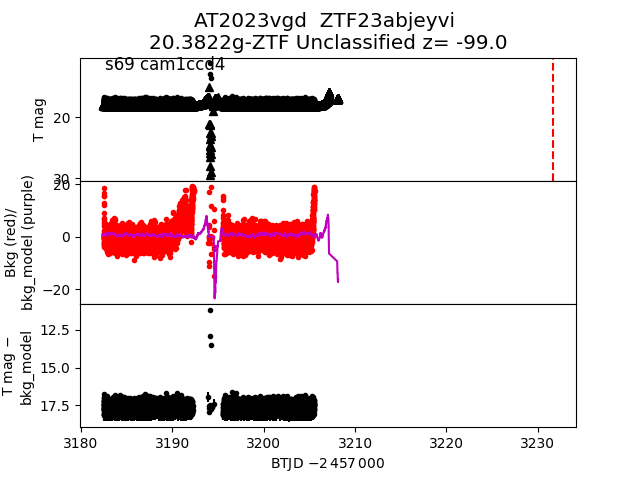 AT2023vgd ZTF23abjeyvi
20.3822g-ZTF Unclassified z= -99.0
s69 cam1ccd4
T mag
20
30
Bkg (red)/
bkg_model (purple)
20
0
−20
T mag −
bkg_model
12.5
15.0
17.5
3180 3190 3200 3210 3220 3230
BTJD −2 457 000